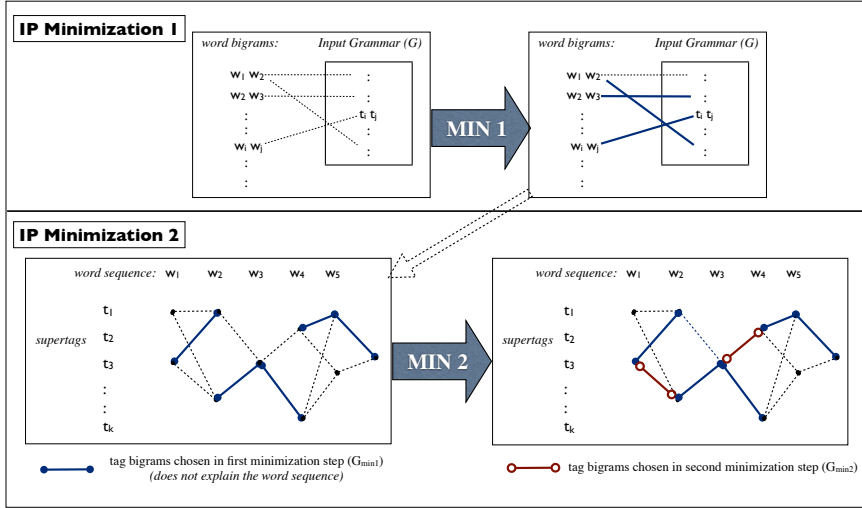 IP Minimization 1
word bigrams: Input Grammar (G)
w1 w2 :
w2 w3 :
: ti tj
: :
wi wj :
:
:
MIN 1
word bigrams: Input Grammar (G)
w1 w2 :
w2 w3 :
: ti tj
: :
wi wj :
:
:
IP Minimization 2
word sequence: w1 w2 w3 w4 w5
t1
t2
supertags t3
:
:
tk
MIN 2
word sequence: w1 w2 w3 w4 w5
t1
t2
supertags t3
:
:
tk
tag bigrams chosen in first minimization step (Gmin1)
(does not explain the word sequence)
tag bigrams chosen in second minimization step (Gmin2)